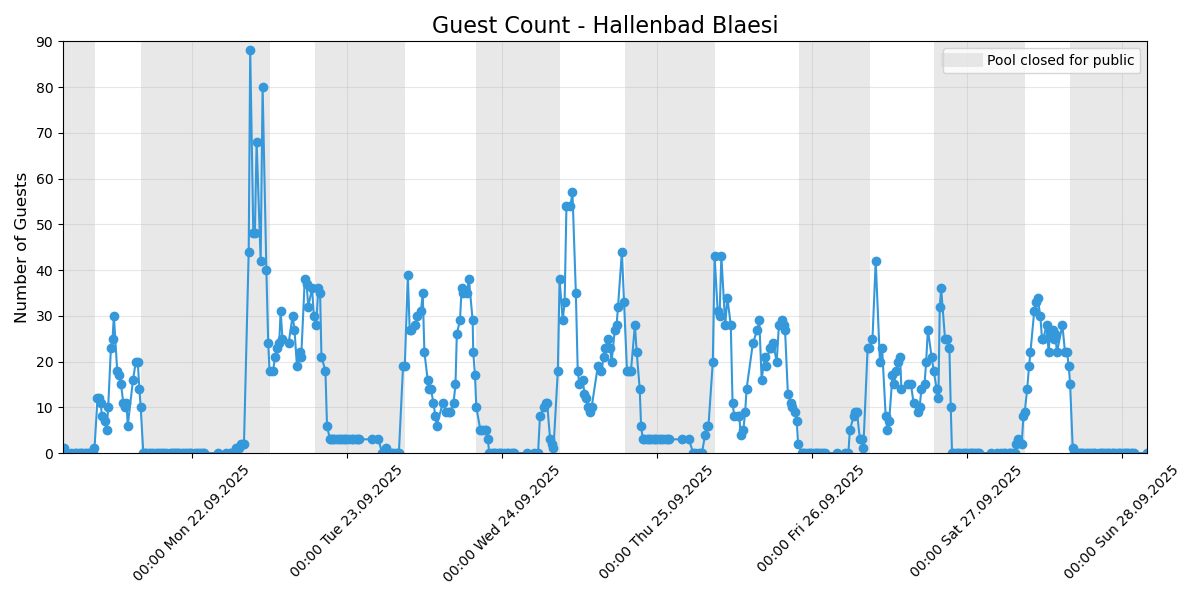 Guest Count - Hallenbad Blaesi
Pool closed for public
Number of Guests
90
80
70
60
50
40
30
20
10
0
00:00 Mon 22.09.2025
00:00 Tue 23.09.2025
00:00 Wed 24.09.2025
00:00 Thu 25.09.2025
00:00 Fri 26.09.2025
00:00 Sat 27.09.2025
00:00 Sun 28.09.2025